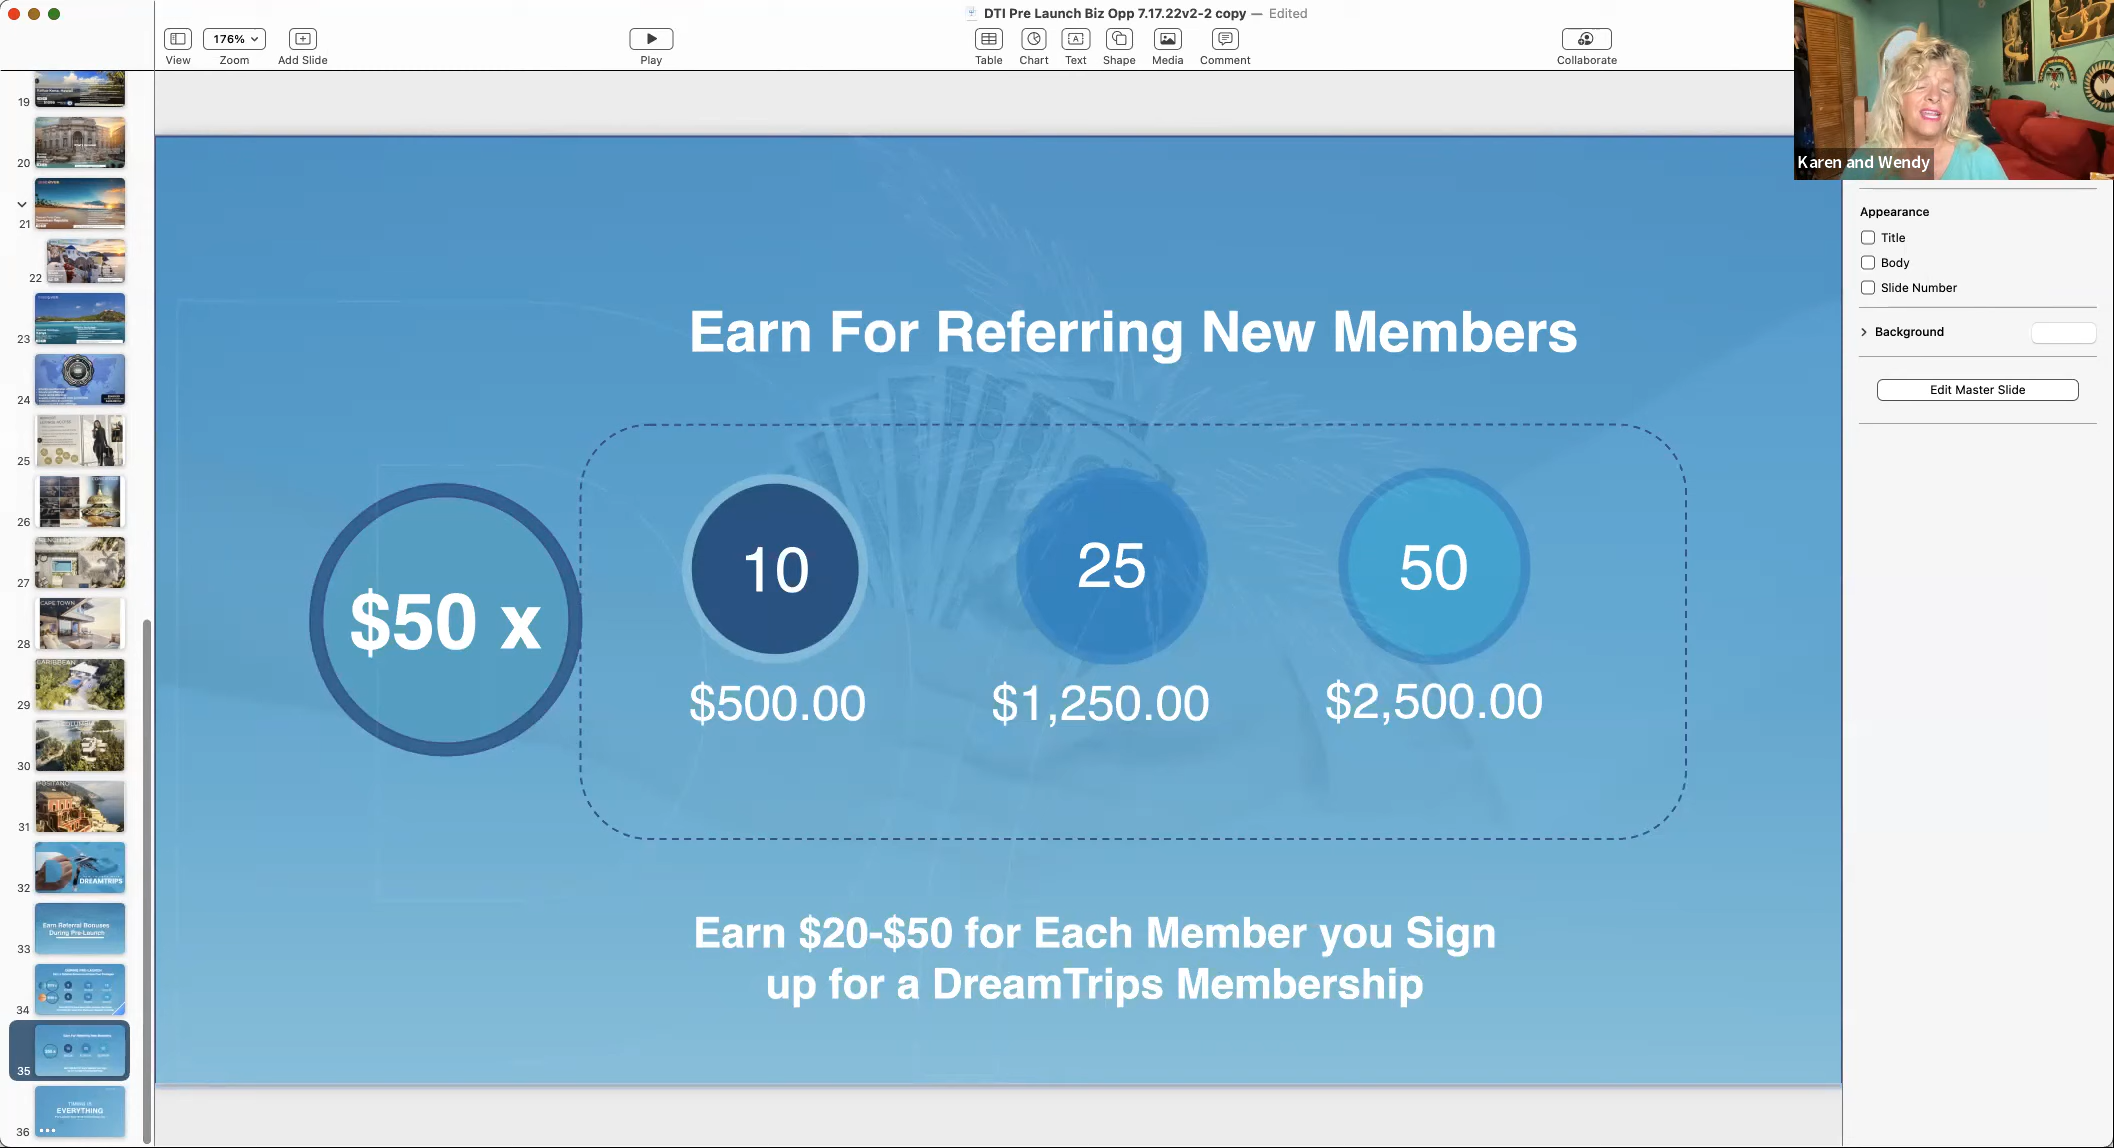 DTI Pre Launch Biz Opp 7.17.22v2-2 copy — Edited
176%
View
Zoom
Add Slide
Play
Table
Chart
Text
Shape
Media
Comment
Collaborate
Karen and Wendy
Appearance
Title
Body
Slide Number
Background
Edit Master Slide
19
20
21
22
23
24
25
26
27
28
CAPE TOWN
29
CARIBBEAN
30
31
POSITANO
32
DREAMTRIPS
33
Earn Referral Bonuses
During Pre-Launch
34
35
36
TIMING IS
EVERYTHING
Earn For Referring New Members
$50 x
10
25
50
$500.00
$1,250.00
$2,500.00
Earn $20-$50 for Each Member you Sign
up for a DreamTrips Membership